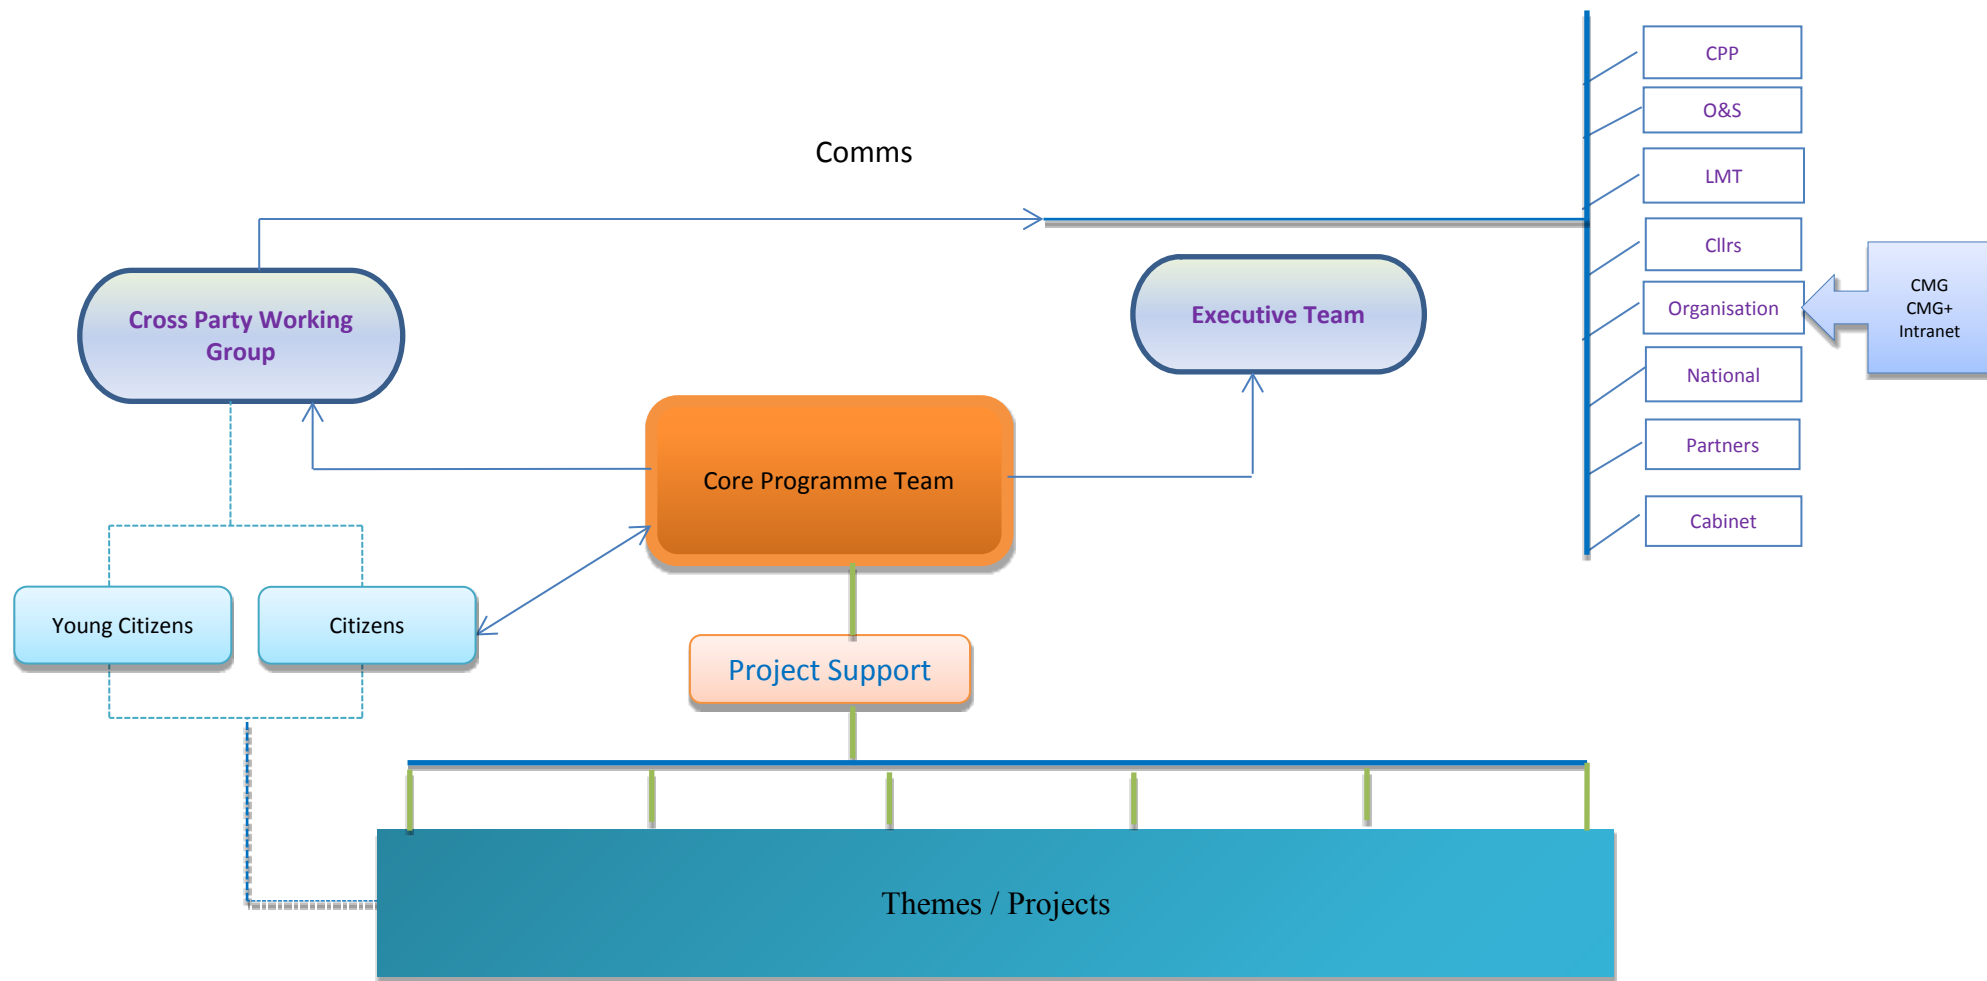 CPP
O&S
Comms
LMT
Cllrs
CMG
CMG+
Intranet
Organisation
Cross Party Working
Group
Executive Team
National
Partners
Core Programme Team
Cabinet
Young Citizens
Citizens
Project Support
Themes / Projects